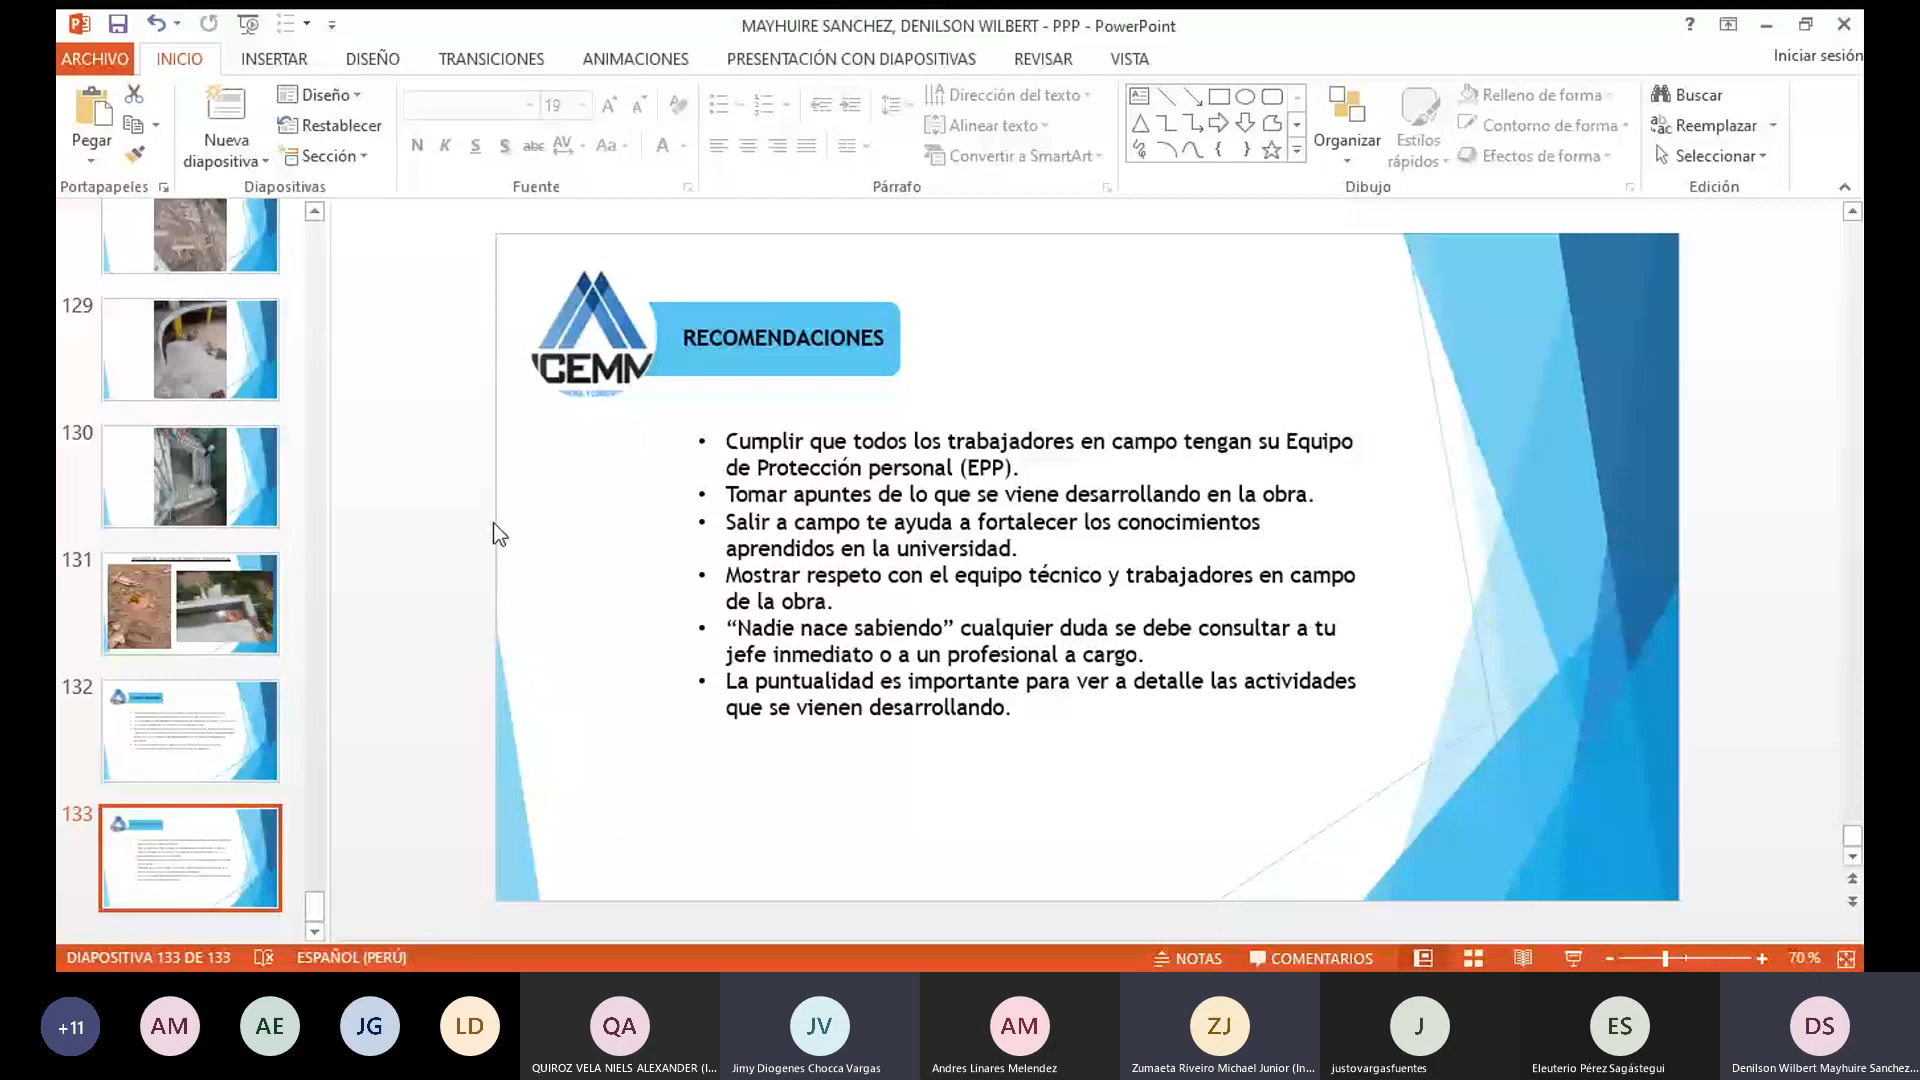 MAYHUIRE SANCHEZ, DENILSON WILBERT - PPP - PowerPoint
?
ARCHIVO INICIO INSERTAR DISEÑO TRANSICIONES ANIMACIONES PRESENTACIÓN CON DIAPOSITIVAS REVISAR VISTA Iniciar sesión
Pegar
Nueva
diapositiva
Diseño
Restablecer
Sección
19
N K S S abc AV Aa A
Dirección del texto
Alinear texto
Convertir a SmartArt
Organizar
Estilos
rápidos
Relleno de forma
Contorno de forma
Efectos de forma
Buscar
Reemplazar
Seleccionar
Portapapeles Diapositivas Fuente Párrafo Dibujo Edición
129
130
131
132
133
ICEMM
RECOMENDACIONES
• Cumplir que todos los trabajadores en campo tengan su Equipo
de Protección personal (EPP).
• Tomar apuntes de lo que se viene desarrollando en la obra.
• Salir a campo te ayuda a fortalecer los conocimientos
aprendidos en la universidad.
• Mostrar respeto con el equipo técnico y trabajadores en campo
de la obra.
• “Nadie nace sabiendo” cualquier duda se debe consultar a tu
jefe inmediato o a un profesional a cargo.
• La puntualidad es importante para ver a detalle las actividades
que se vienen desarrollando.
DIAPOSITIVA 133 DE 133 ESPAÑOL (PERÚ) NOTAS COMENTARIOS 70 %
+11 AM AE JG LD QA JV AM ZJ J ES DS
QUIROZ VELA NIELS ALEXANDER (I... Jimy Diogenes Chocca Vargas Andres Linares Melendez Zumaeta Riveiro Michael Junior (In... justovargasfuentes Eleuterio Pérez Sagástegui Denilson Wilbert Mayhuire Sanchez...